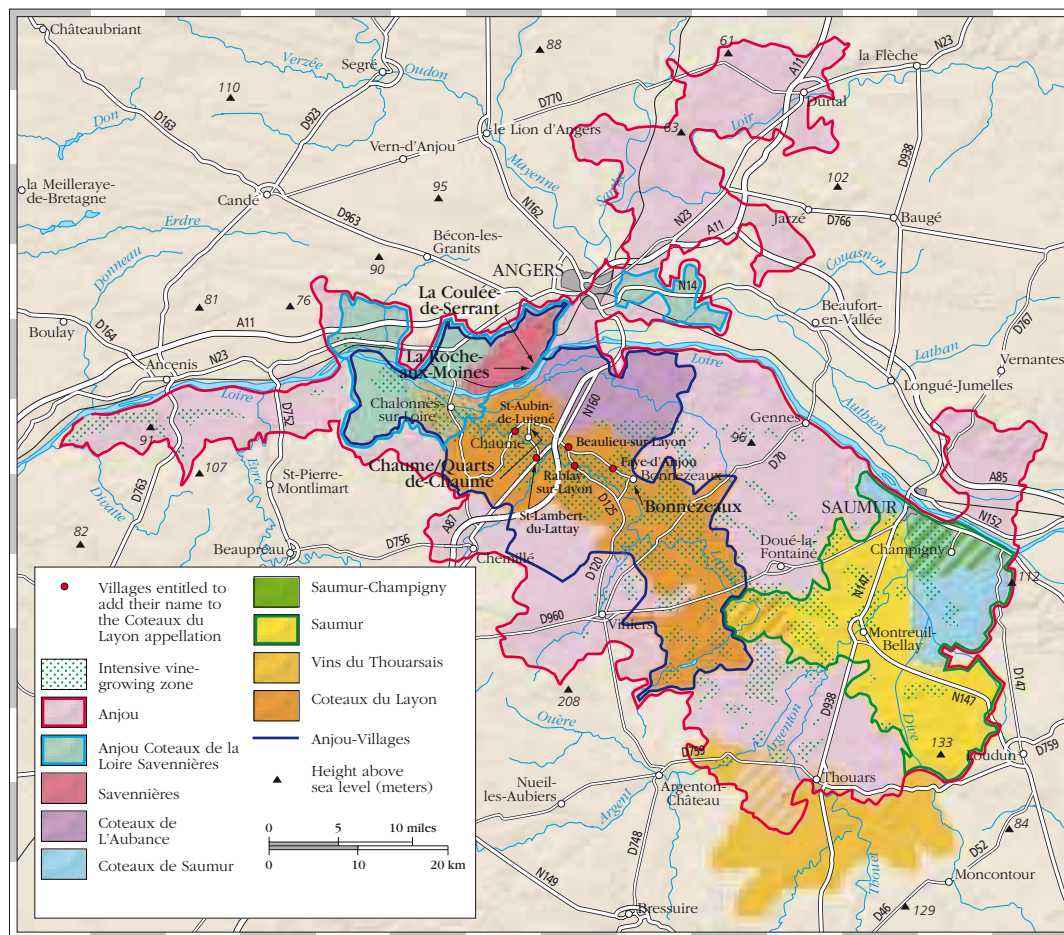 Châteaubriant
Verzée
Segré
Oudon
88
61
A11
la Flèche
N23
110
Don
D163
D923
D770
Durtal
le Lion d'Angers
63
Loir
Vern-d'Anjou
D938
la Meilleraye-
de-Bretagne
Candé
95
Mayenne
Sarthe
102
Erdre
D963
N162
N23
Jarzé
D766
Baugé
A11
Donneau
Bécon-les-
Granits
90
ANGERS
Couasnon
La Coulée-
de-Serrant
N14
81
76
Beaufort-
en-Vallée
D767
Boulay
D164
A11
Lathan
Ancenis
N23
La Roche-
aux-Moines
Loire
Vernantes
Longué-Jumelles
Loire
D752
Chalonnes-
sur-Loire
N160
Authion
St-Aubin-
de-Luigné
Gennes
91
Chaume
Beaulieu-sur-Layon
96
107
Chaume/Quarts
de-Chaume
Faye-d'Anjou
D70
A85
D763
Evre
St-Pierre-
Montlimart
Rablay-
sur-Layon
Bonnezeaux
Divatte
D125
Bonnezeaux
SAUMUR
N152
St-Lambert-
du-Lattay
82
A87
Doué-la-
Fontaine
Champigny
Beaupréau
D756
Chemillé
Layon
D120
N147
112
D960
Vihiers
Montreuil-
Bellay
208
D938
N147
D147
Ouère
Argenton
Dive
133
D759
Loudun
Nueil-
les-Aubiers
Argenton-
Château
Thouars
Argent
84
D748
D52
Thouet
Moncontour
N149
D46
129
Bressuire
Villages entitled to
add their name to
the Coteaux du
Layon appellation
Intensive vine-
growing zone
Anjou
Anjou Coteaux de la
Loire Savennières
Savennières
Coteaux de
L'Aubance
Coteaux de Saumur
Saumur-Champigny
Saumur
Vins du Thouarsais
Coteaux du Layon
Anjou-Villages
Height above
sea level (meters)
0 5 10 miles
0 10 20 km